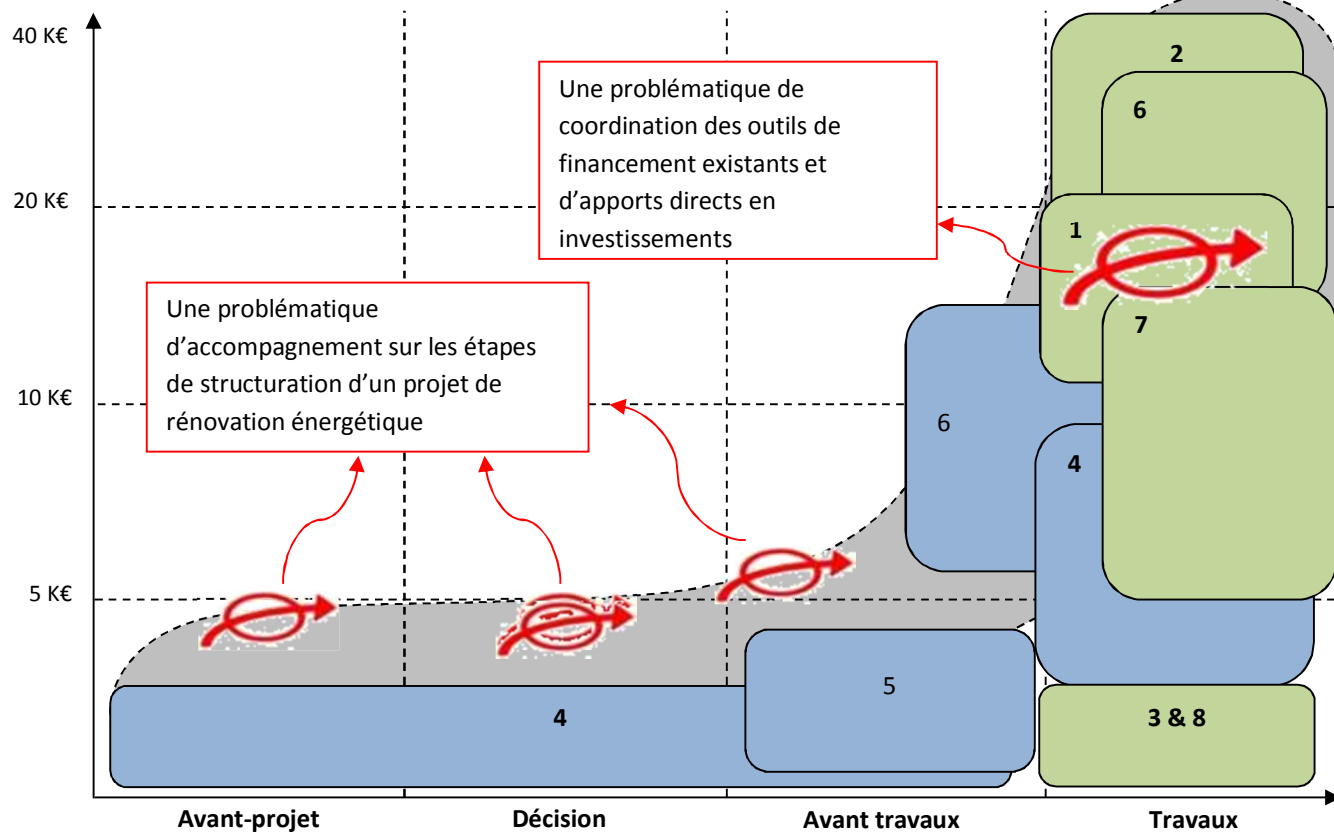 40 K€
2
Une problématique de
coordination des outils de
financement existants et
d’apports directs en
investissements
6
20 K€
1
Une problématique
d’accompagnement sur les étapes
de structuration d’un projet de
rénovation énergétique
7
10 K€
6
4
5 K€
5
4
3 & 8
Avant-projet
Décision
Avant travaux
Travaux